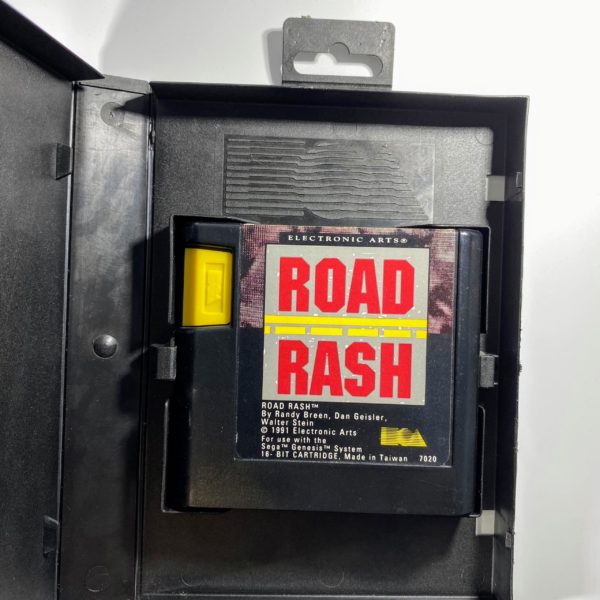 ELECTRONIC ARTS®
ROAD
RASH
ROAD RASH™
By Randy Breen, Dan Geisler,
Walter Stein
© 1991 Electronic Arts
For use with the
Sega™ Genesis™ System
16- BIT CARTRIDGE, Made in Taiwan 7020
EA